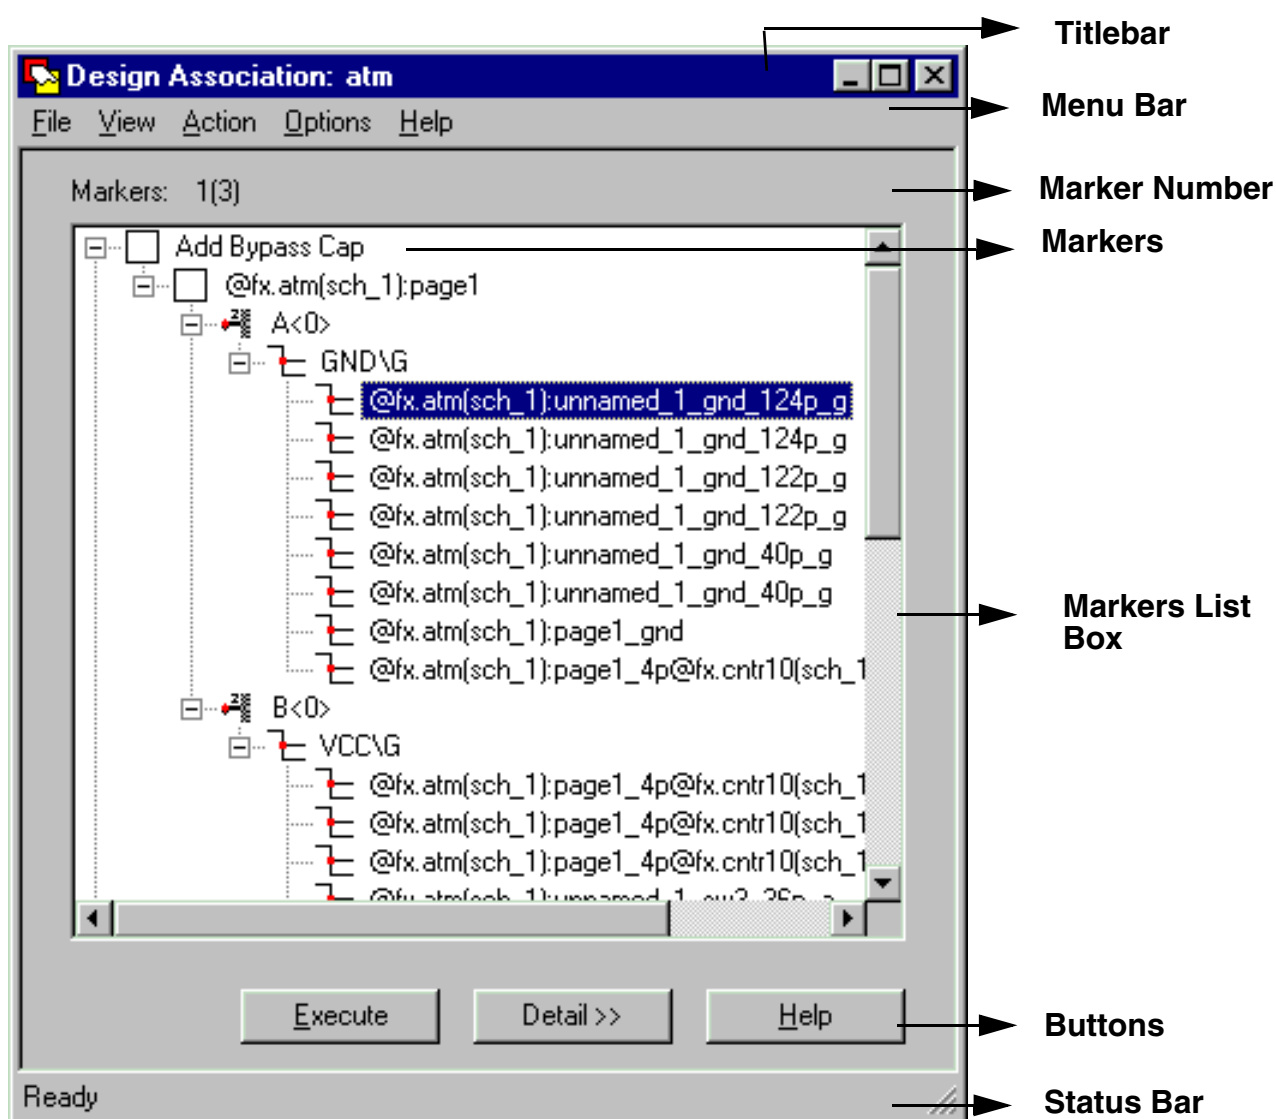 Titlebar
Design Association: atm
File View Action Options Help
Menu Bar
Markers: 1(3)
Marker Number
Add Bypass Cap
Markers
@fx.atm(sch_1):page1
A<0>
GND\G
@fx.atm(sch_1):unnamed_1_gnd_124p_g
@fx.atm(sch_1):unnamed_1_gnd_124p_g
@fx.atm(sch_1):unnamed_1_gnd_122p_g
@fx.atm(sch_1):unnamed_1_gnd_122p_g
@fx.atm(sch_1):unnamed_1_gnd_40p_g
@fx.atm(sch_1):unnamed_1_gnd_40p_g
@fx.atm(sch_1):page1_gnd
@fx.atm(sch_1):page1_4p@fx.cntr10(sch_1
Markers List
Box
B<0>
VCC\G
@fx.atm(sch_1):page1_4p@fx.cntr10(sch_1
@fx.atm(sch_1):page1_4p@fx.cntr10(sch_1
@fx.atm(sch_1):page1_4p@fx.cntr10(sch_1
Execute Detail >> Help
Buttons
Ready
Status Bar